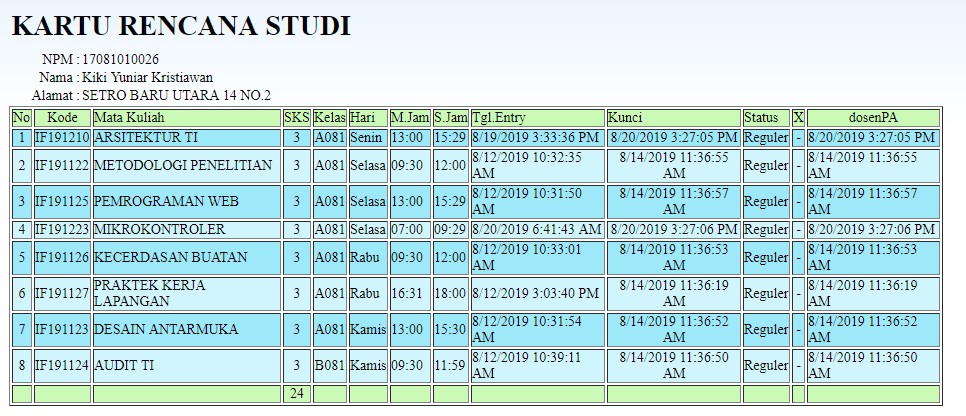 KARTU RENCANA STUDI
NPM : 17081010026
Nama : Kiki Yuniar Kristiawan
Alamat : SETRO BARU UTARA 14 NO.2
No Kode Mata Kuliah SKS Kelas Hari M.Jam S.Jam Tgl.Entry Kunci Status X dosenPA
1 IF191210 ARSITEKTUR TI 3 A081 Senin 13:00 15:29 8/19/2019 3:33:36 PM 8/20/2019 3:27:05 PM Reguler - 8/20/2019 3:27:05 PM
2 IF191122 METODOLOGI PENELITIAN 3 A081 Selasa 09:30 12:00 8/12/2019 10:32:35 AM 8/14/2019 11:36:55 AM Reguler - 8/14/2019 11:36:55 AM
3 IF191125 PEMROGRAMAN WEB 3 A081 Selasa 13:00 15:29 8/12/2019 10:31:50 AM 8/14/2019 11:36:57 AM Reguler - 8/14/2019 11:36:57 AM
4 IF191223 MIKROKONTROLER 3 A081 Selasa 07:00 09:29 8/20/2019 6:41:43 AM 8/20/2019 3:27:06 PM Reguler - 8/20/2019 3:27:06 PM
5 IF191126 KECERDASAN BUATAN 3 A081 Rabu 09:30 12:00 8/12/2019 10:33:01 AM 8/14/2019 11:36:53 AM Reguler - 8/14/2019 11:36:53 AM
6 IF191127 PRAKTEK KERJA LAPANGAN 3 A081 Rabu 16:31 18:00 8/12/2019 3:03:40 PM 8/14/2019 11:36:19 AM Reguler - 8/14/2019 11:36:19 AM
7 IF191123 DESAIN ANTARMUKA 3 A081 Kamis 13:00 15:30 8/12/2019 10:31:54 AM 8/14/2019 11:36:52 AM Reguler - 8/14/2019 11:36:52 AM
8 IF191124 AUDIT TI 3 B081 Kamis 09:30 11:59 8/12/2019 10:39:11 AM 8/14/2019 11:36:50 AM Reguler - 8/14/2019 11:36:50 AM
24